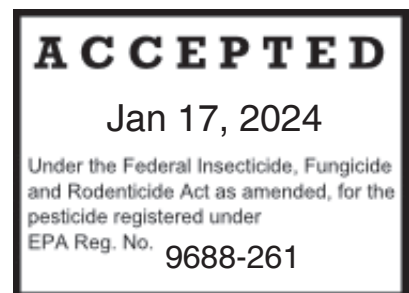 ACCEPTED
Jan 17, 2024
Under the Federal Insecticide, Fungicide
and Rodenticide Act as amended, for the
pesticide registered under
EPA Reg. No. 9688-261